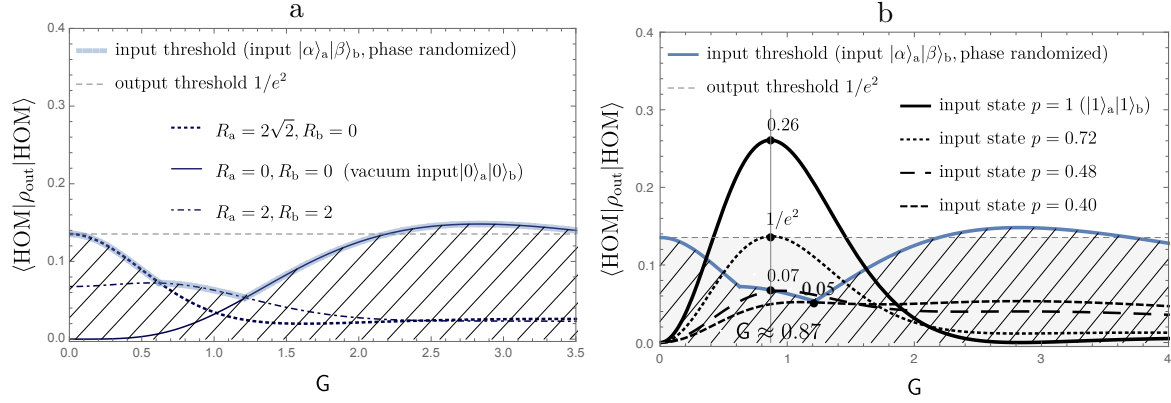 a
0.4
0.3
0.2
0.1
0.0
⟨HOM|ρout|HOM⟩
input threshold (input |α⟩a|β⟩b, phase randomized)
output threshold 1/e²
Ra = 2√2, Rb = 0
Ra = 0, Rb = 0 (vacuum input|0⟩a|0⟩b)
Ra = 2, Rb = 2
0.0 0.5 1.0 1.5 2.0 2.5 3.0 3.5
G
b
0.4
0.3
0.2
0.1
0.0
⟨HOM|ρout|HOM⟩
input threshold (input |α⟩a|β⟩b, phase randomized)
output threshold 1/e²
input state p = 1 (|1⟩a|1⟩b)
input state p = 0.72
input state p = 0.48
input state p = 0.40
0.26
1/e²
0.07
0.05
G ≈ 0.87
0 1 2 3 4
G